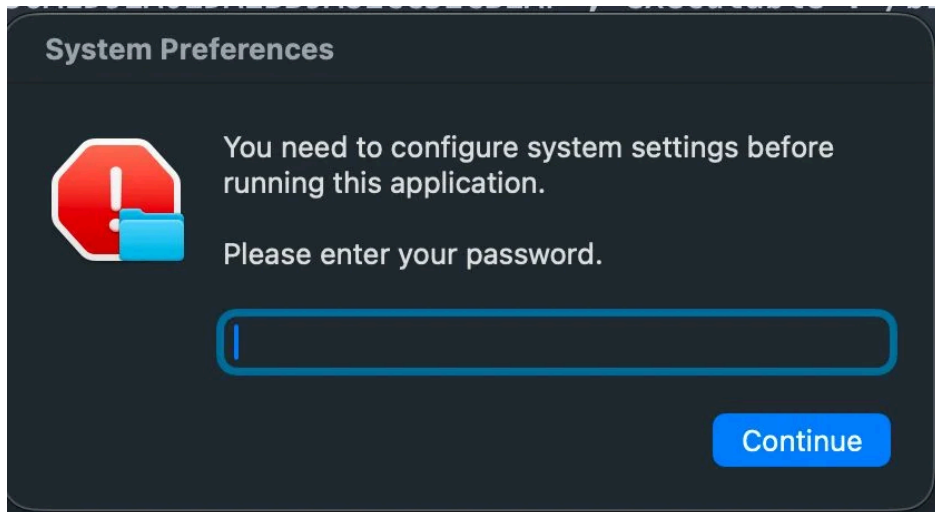 System Preferences
You need to configure system settings before
running this application.
Please enter your password.
Continue